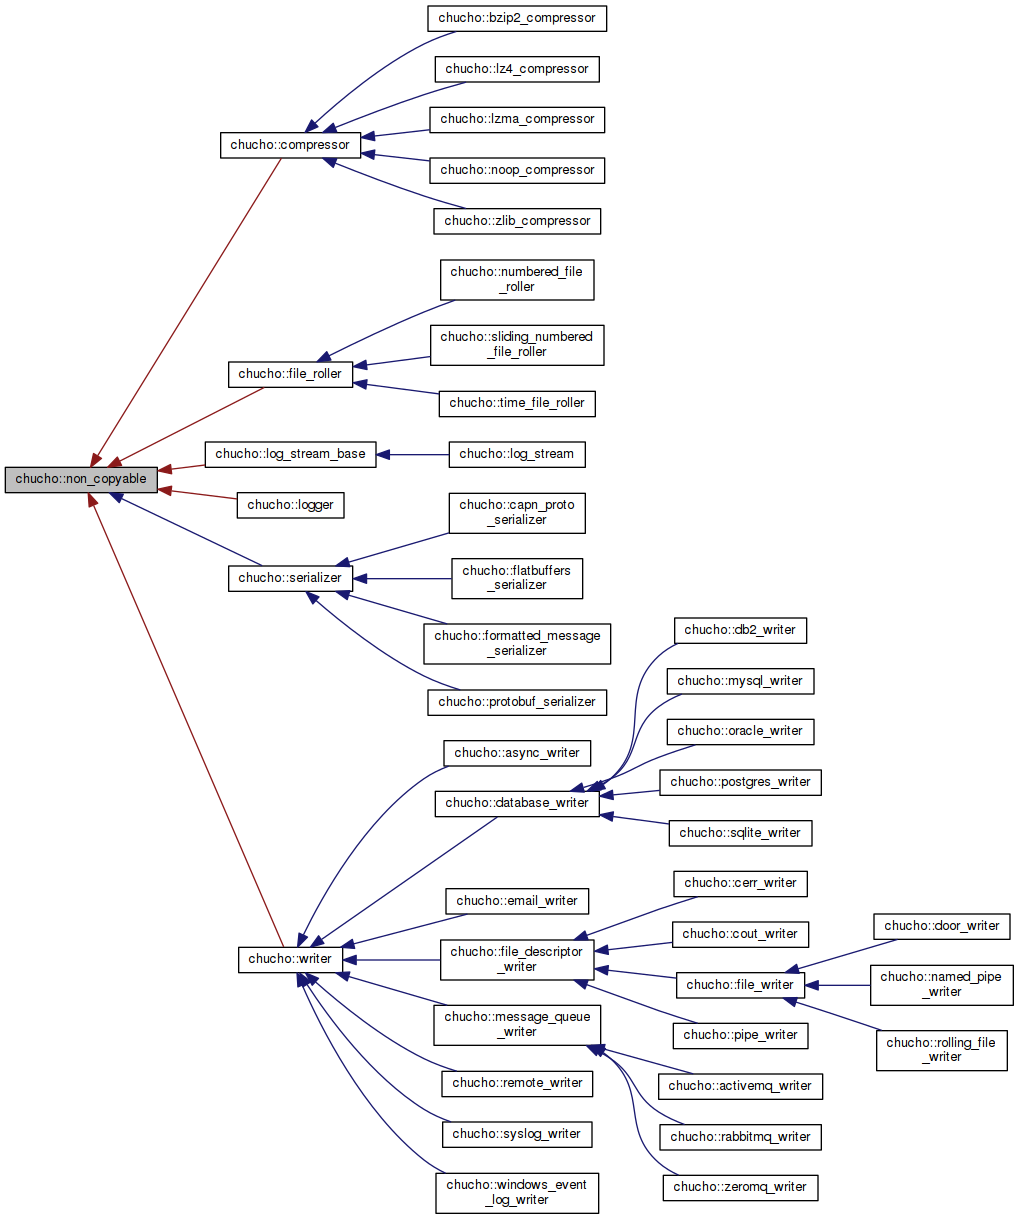 chucho::bzip2_compressor
chucho::lz4_compressor
chucho::lzma_compressor
chucho::compressor
chucho::noop_compressor
chucho::zlib_compressor
chucho::numbered_file
_roller
chucho::sliding_numbered
_file_roller
chucho::file_roller
chucho::time_file_roller
chucho::log_stream_base
chucho::log_stream
chucho::non_copyable
chucho::logger
chucho::capn_proto
_serializer
chucho::serializer
chucho::flatbuffers
_serializer
chucho::formatted_message
_serializer
chucho::protobuf_serializer
chucho::db2_writer
chucho::mysql_writer
chucho::oracle_writer
chucho::async_writer
chucho::postgres_writer
chucho::database_writer
chucho::sqlite_writer
chucho::cerr_writer
chucho::email_writer
chucho::cout_writer
chucho::door_writer
chucho::writer
chucho::file_descriptor
_writer
chucho::file_writer
chucho::named_pipe
_writer
chucho::message_queue
_writer
chucho::pipe_writer
chucho::rolling_file
_writer
chucho::remote_writer
chucho::activemq_writer
chucho::syslog_writer
chucho::rabbitmq_writer
chucho::windows_event
_log_writer
chucho::zeromq_writer